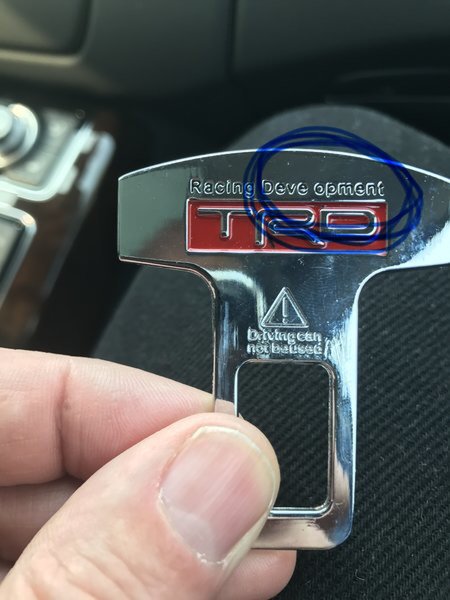 Racing Deve opment
TRD
Driving can
not be used